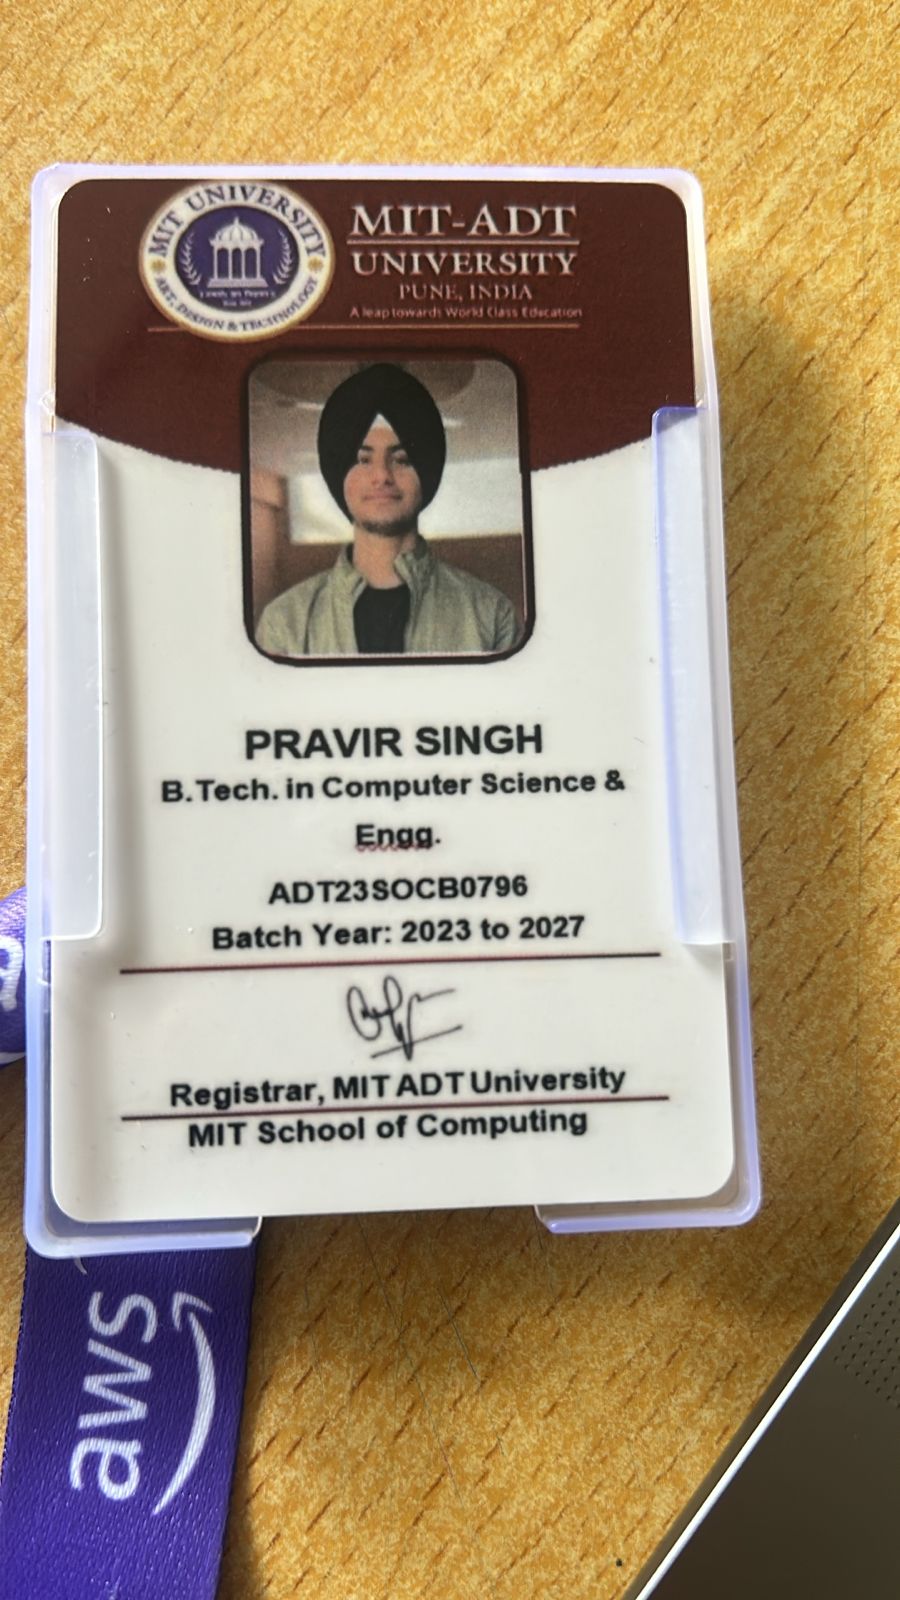 MIT UNIVERSITY
ART, DESIGN & TECHNOLOGY
MIT-ADT
UNIVERSITY
PUNE, INDIA
A leap towards World Class Education
PRAVIR SINGH
B.Tech. in Computer Science &
Engg.
ADT23SOCB0796
Batch Year: 2023 to 2027
Registrar, MIT ADT University
MIT School of Computing
aws